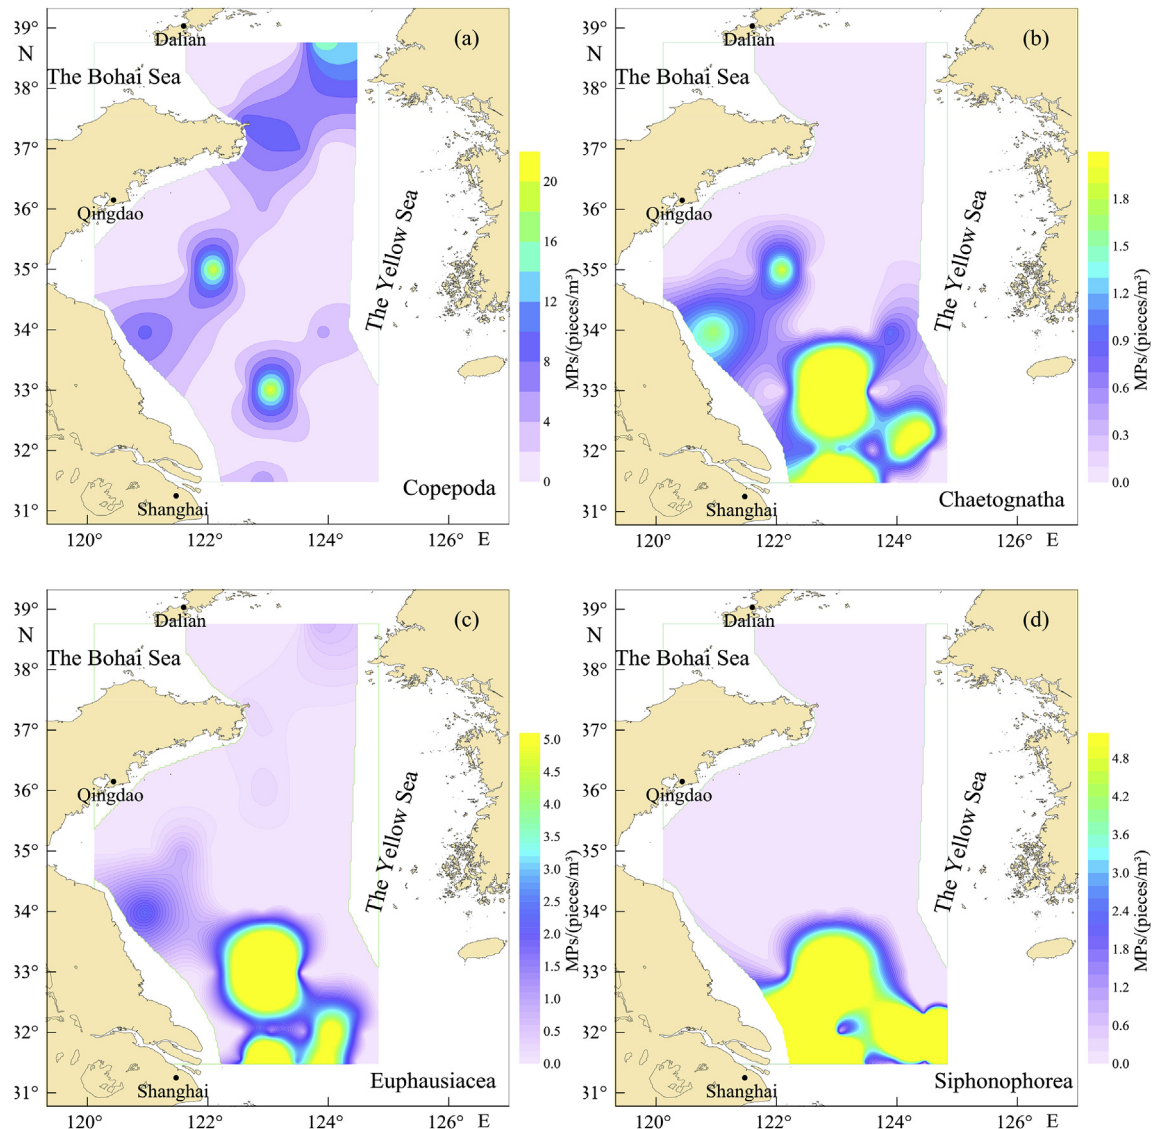 39°
N
Dalian
(a)
The Bohai Sea
38°
37°
Qingdao
36°
35°
34°
33°
32°
31°
The Yellow Sea
Shanghai
Copepoda
120°
122°
124°
126°
E
20
16
12
8
4
0
MPs/(pieces/m³)
39°
N
Dalian
(b)
The Bohai Sea
38°
37°
Qingdao
36°
35°
34°
33°
32°
31°
The Yellow Sea
Shanghai
Chaetognatha
120°
122°
124°
126°
E
1.8
1.5
1.2
0.9
0.6
0.3
0.0
MPs/(pieces/m³)
39°
N
Dalian
(c)
The Bohai Sea
38°
37°
Qingdao
36°
35°
34°
33°
32°
31°
The Yellow Sea
Shanghai
Euphausiacea
120°
122°
124°
126°
E
5.0
4.5
4.0
3.5
3.0
2.5
2.0
1.5
1.0
0.5
0.0
MPs/(pieces/m³)
39°
N
Dalian
(d)
The Bohai Sea
38°
37°
Qingdao
36°
35°
34°
33°
32°
31°
The Yellow Sea
Shanghai
Siphonophorea
120°
122°
124°
126°
E
4.8
4.2
3.6
3.0
2.4
1.8
1.2
0.6
0.0
MPs/(pieces/m³)